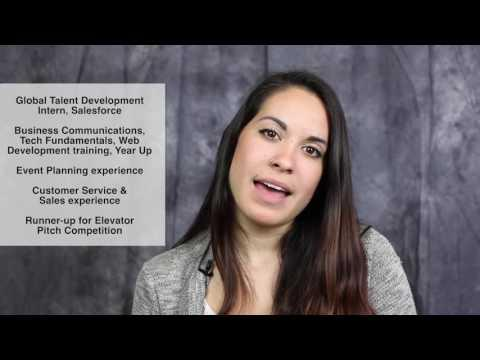 Global Talent Development
Intern, Salesforce
Business Communications,
Tech Fundamentals, Web
Development training, Year Up
Event Planning experience
Customer Service &
Sales experience
Runner-up for Elevator
Pitch Competition